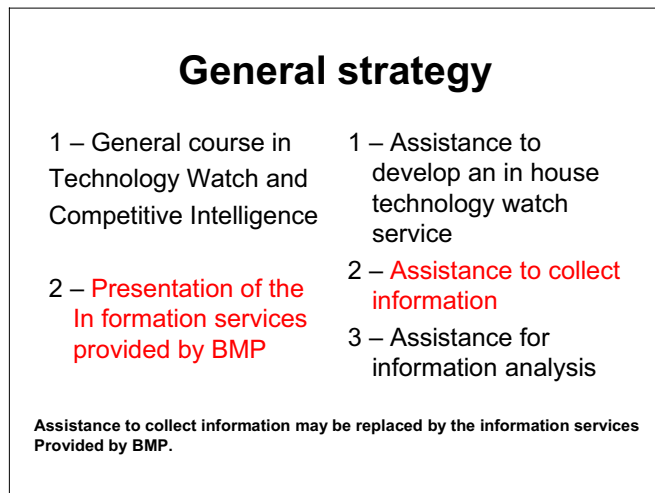 General strategy
1 – General course in
Technology Watch and
Competitive Intelligence
2 – Presentation of the
In formation services
provided by BMP
1 – Assistance to
develop an in house
technology watch
service
2 – Assistance to collect
information
3 – Assistance for
information analysis
Assistance to collect information may be replaced by the information services
Provided by BMP.